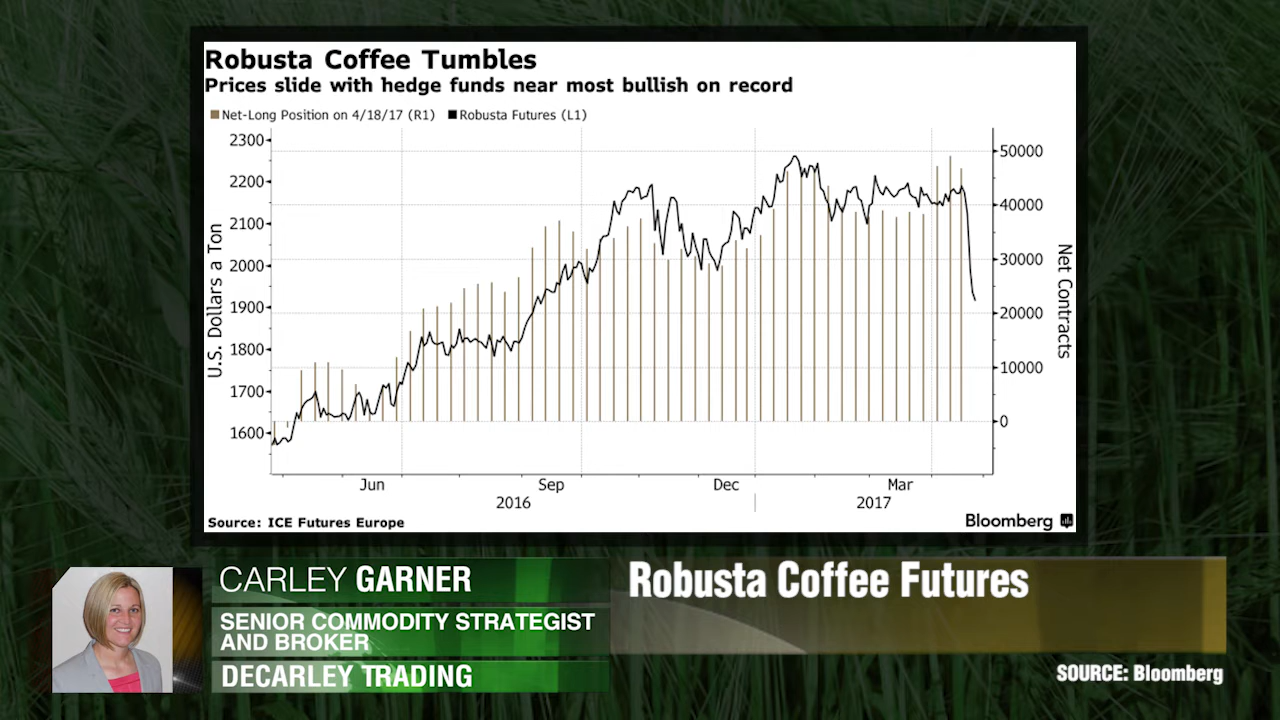 Robusta Coffee Tumbles
Prices slide with hedge funds near most bullish on record
Net-Long Position on 4/18/17 (R1) Robusta Futures (L1)
2300
2200
2100
2000
1900
1800
1700
1600
U.S. Dollars a Ton
50000
40000
30000
20000
10000
0
Net Contracts
Jun Sep Dec Mar
2016 2017
Source: ICE Futures Europe Bloomberg
CARLEY GARNER
SENIOR COMMODITY STRATEGIST
AND BROKER
DECARLEY TRADING
Robusta Coffee Futures
SOURCE: Bloomberg